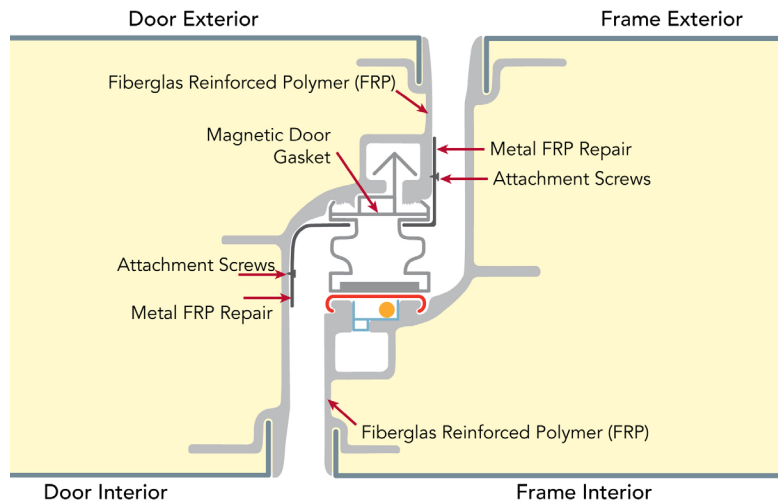 Door Exterior
Frame Exterior
Fiberglas Reinforced Polymer (FRP)
Magnetic Door
Gasket
Metal FRP Repair
Attachment Screws
Attachment Screws
Metal FRP Repair
Fiberglas Reinforced Polymer (FRP)
Door Interior
Frame Interior